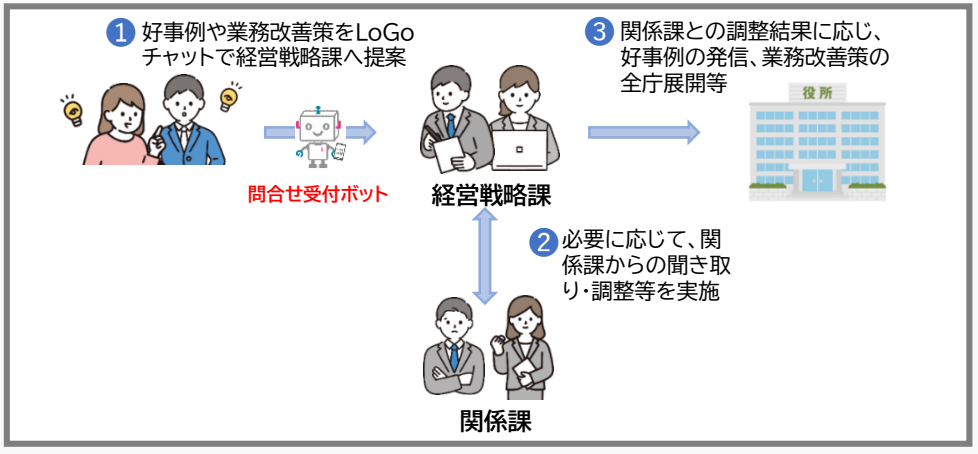 1 好事例や業務改善策をLoGo
チャットで経営戦略課へ提案
問合せ受付ボット
経営戦略課
2 必要に応じて、関
係課からの聞き取
り・調整等を実施
関係課
3 関係課との調整結果に応じ、
好事例の発信、業務改善策の
全庁展開等
役所